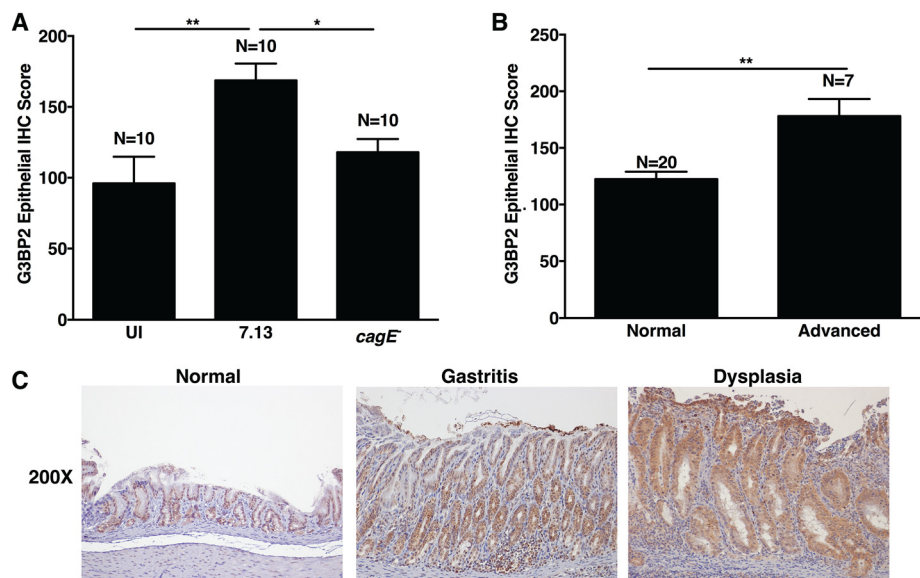 A
G3BP2 Epithelial IHC Score
200
150
100
50
0
**
*
N=10
N=10
N=10
UI
7.13
cagE-
B
G3BP2 Epithelial IHC Score
250
200
150
100
50
0
**
N=20
N=7
Normal
Advanced
C
Normal
Gastritis
Dysplasia
200X